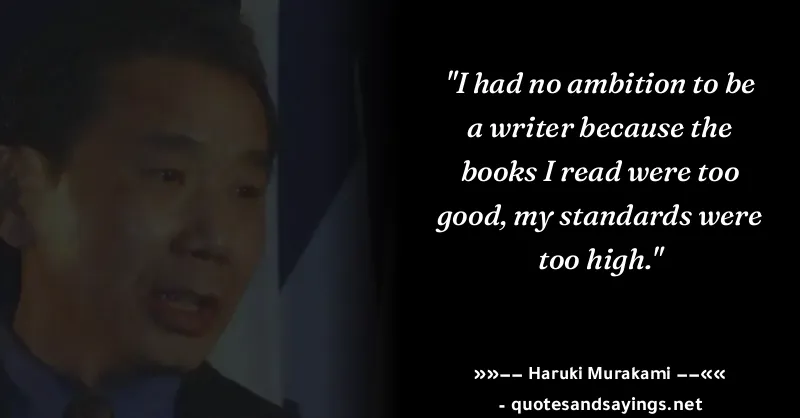 "I had no ambition to be
a writer because the
books I read were too
good, my standards were
too high."
»»–– Haruki Murakami ––««
- quotesandsayings.net